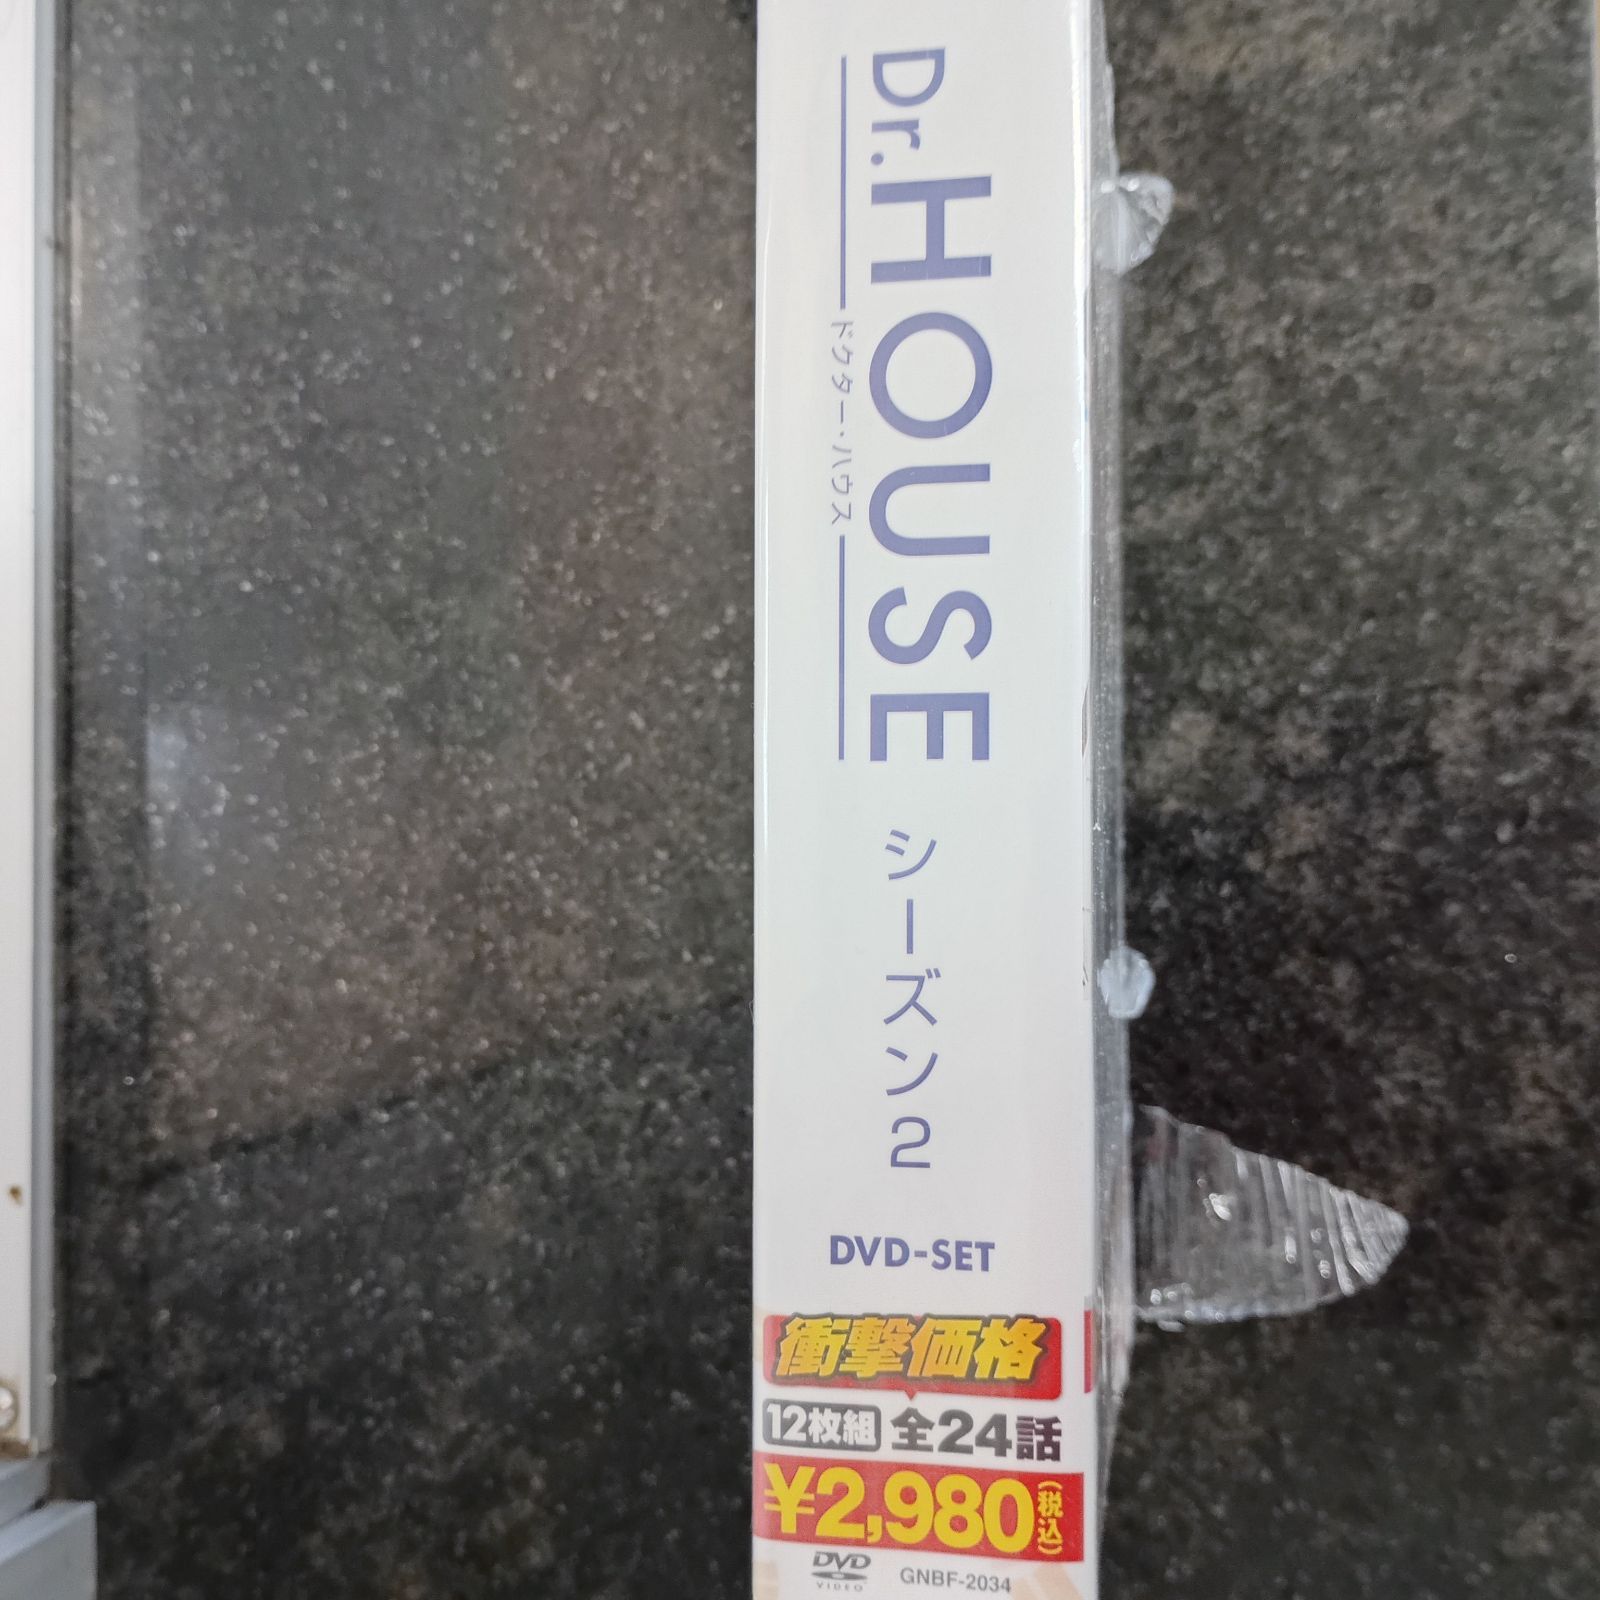 Dr.HOUSE
ドクター・ハウス
シーズン2
DVD-SET
衝撃価格
12枚組 全24話
¥2,980(税込)
DVD
VIDEO
GNBF-2034